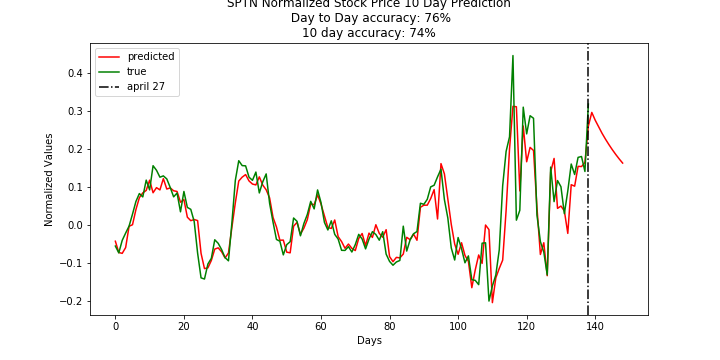 SPTN Normalized Stock Price 10 Day Prediction
Day to Day accuracy: 76%
10 day accuracy: 74%
predicted
true
april 27
Normalized Values
0.4
0.3
0.2
0.1
0.0
−0.1
−0.2
0 20 40 60 80 100 120 140
Days